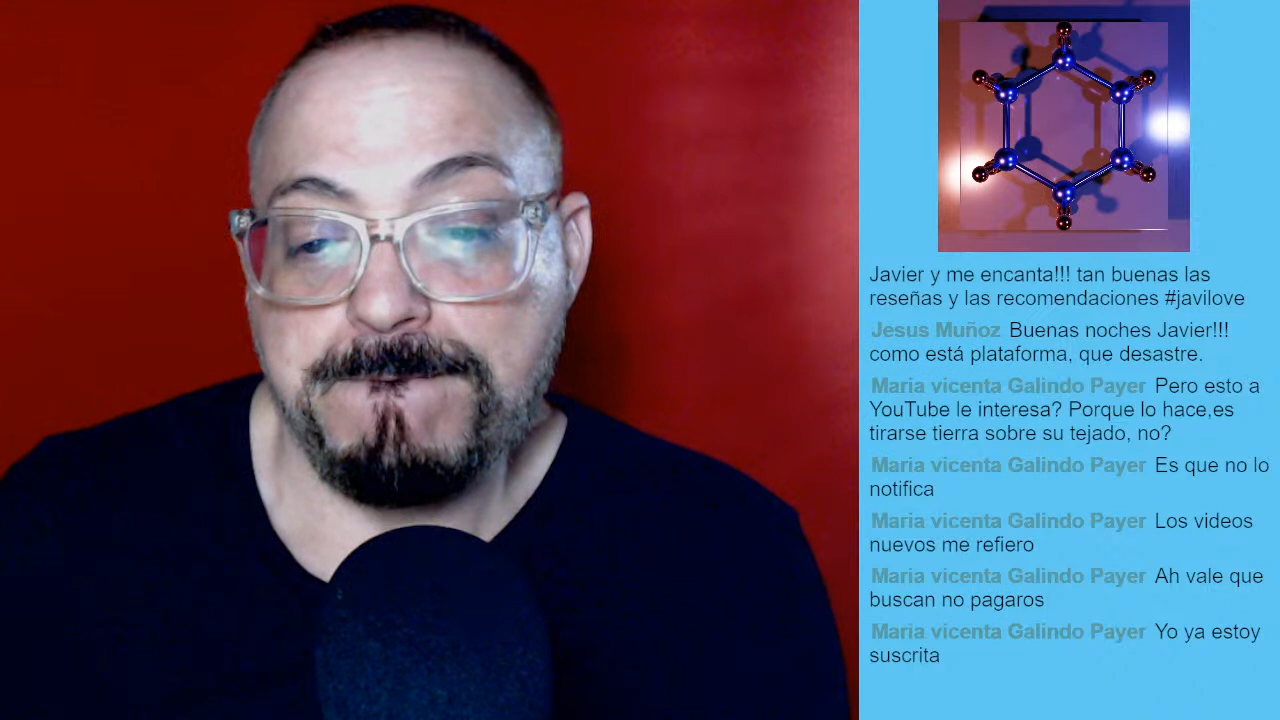 Javier y me encanta!!! tan buenas las
reseñas y las recomendaciones #javilove
Jesus Muñoz Buenas noches Javier!!!
como está plataforma, que desastre.
Maria vicenta Galindo Payer Pero esto a
YouTube le interesa? Porque lo hace,es
tirarse tierra sobre su tejado, no?
Maria vicenta Galindo Payer Es que no lo
notifica
Maria vicenta Galindo Payer Los videos
nuevos me refiero
Maria vicenta Galindo Payer Ah vale que
buscan no pagaros
Maria vicenta Galindo Payer Yo ya estoy
suscrita